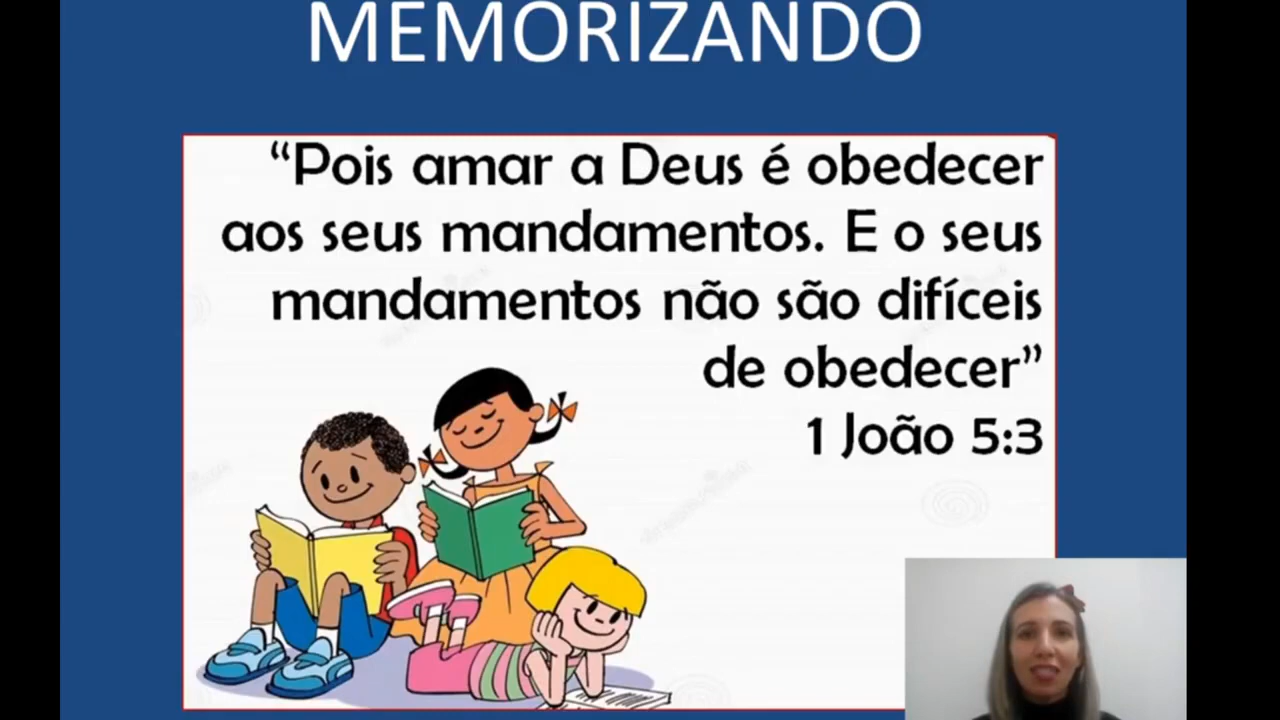 MEMORIZANDO
“Pois amar a Deus é obedecer
aos seus mandamentos. E o seus
mandamentos não são difíceis
de obedecer”
1 João 5:3